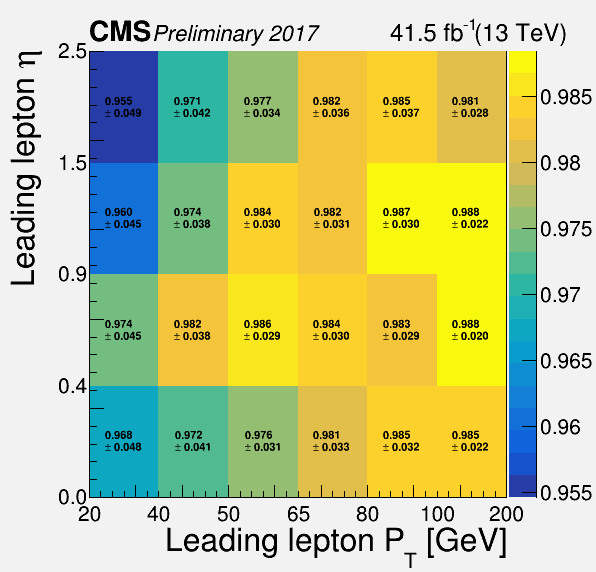 CMS Preliminary 2017 41.5 fb-1(13 TeV)
Leading lepton η
2.5
1.5
0.9
0.4
0.0
0.955 0.971 0.977 0.982 0.985 0.981
± 0.049 ± 0.042 ± 0.034 ± 0.036 ± 0.037 ± 0.028
0.960 0.974 0.984 0.982 0.987 0.988
± 0.045 ± 0.038 ± 0.030 ± 0.031 ± 0.030 ± 0.022
0.974 0.982 0.986 0.984 0.983 0.988
± 0.045 ± 0.038 ± 0.029 ± 0.030 ± 0.029 ± 0.020
0.968 0.972 0.976 0.981 0.985 0.985
± 0.048 ± 0.041 ± 0.031 ± 0.033 ± 0.032 ± 0.022
20 40 50 65 80 100 200
Leading lepton PT [GeV]
0.985
0.98
0.975
0.97
0.965
0.96
0.955